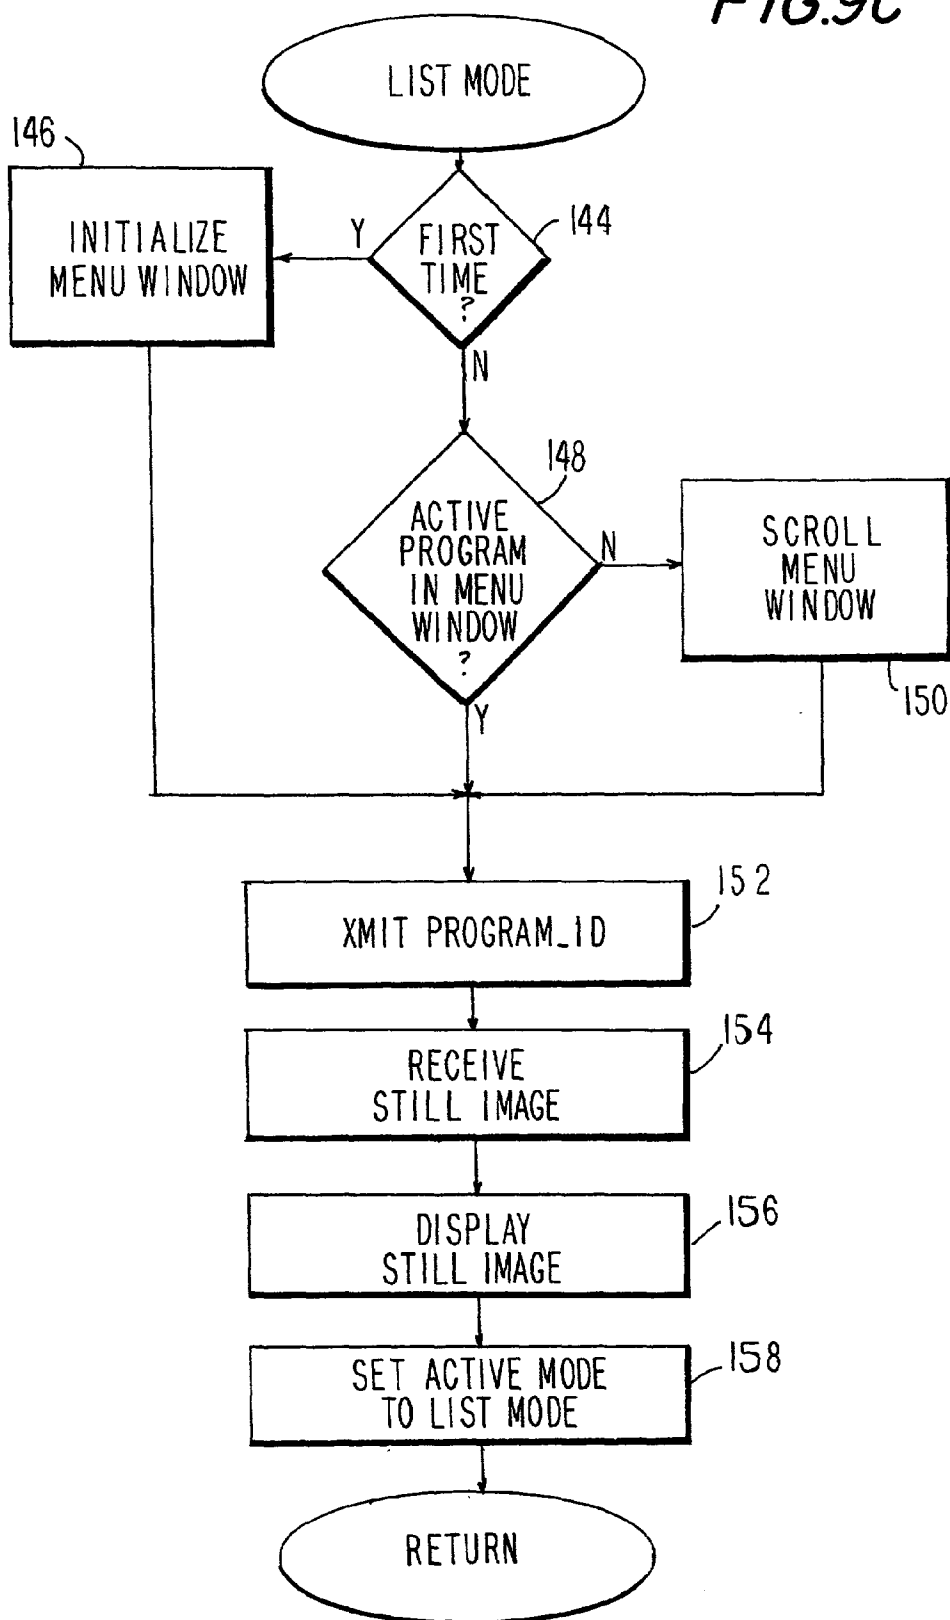 FIG.9C
LIST MODE
146
INITIALIZE
MENU WINDOW
Y
FIRST
TIME
?
144
N
148
ACTIVE
PROGRAM
IN MENU
WINDOW
?
N
SCROLL
MENU
WINDOW
150
Y
XMIT PROGRAM_ID
152
RECEIVE
STILL IMAGE
154
DISPLAY
STILL IMAGE
156
SET ACTIVE MODE
TO LIST MODE
158
RETURN